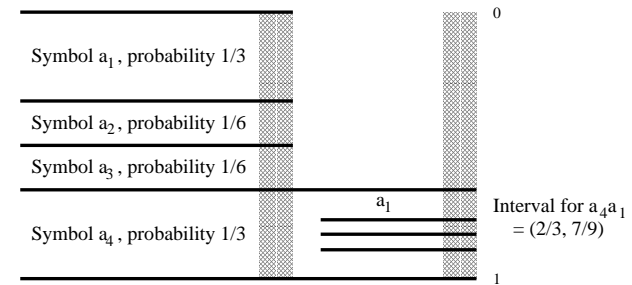 0
Symbol a1, probability 1/3
Symbol a2, probability 1/6
Symbol a3, probability 1/6
a1
Interval for a4a1
= (2/3, 7/9)
Symbol a4, probability 1/3
1